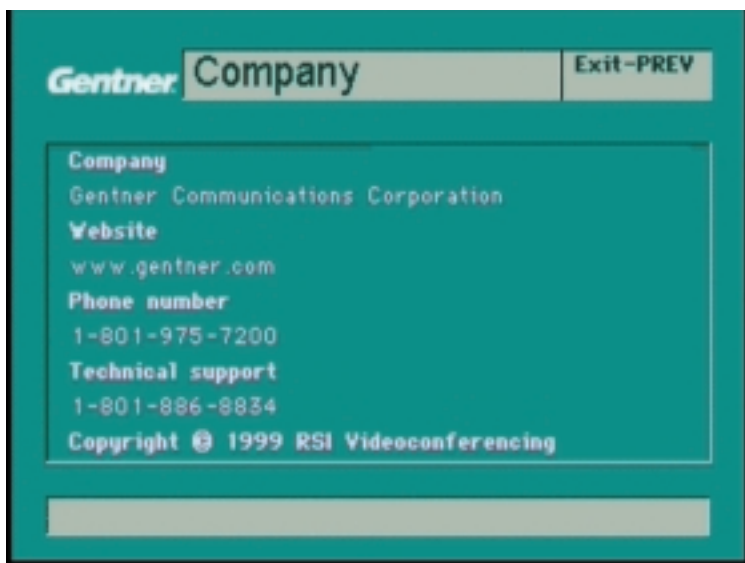 Gentner Company Exit-PREV
Company
Gentner Communications Corporation
Website
www.gentner.com
Phone number
1-801-975-7200
Technical support
1-801-886-8834
Copyright © 1999 RSI Videoconferencing